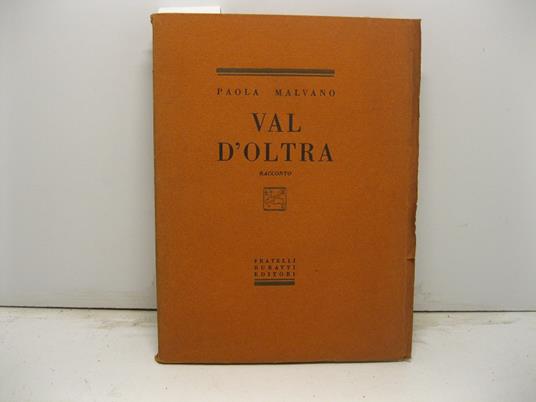 PAOLA MALVANO
VAL
D'OLTRA
RACCONTO
FRATELLI
BURATTI
EDITORI